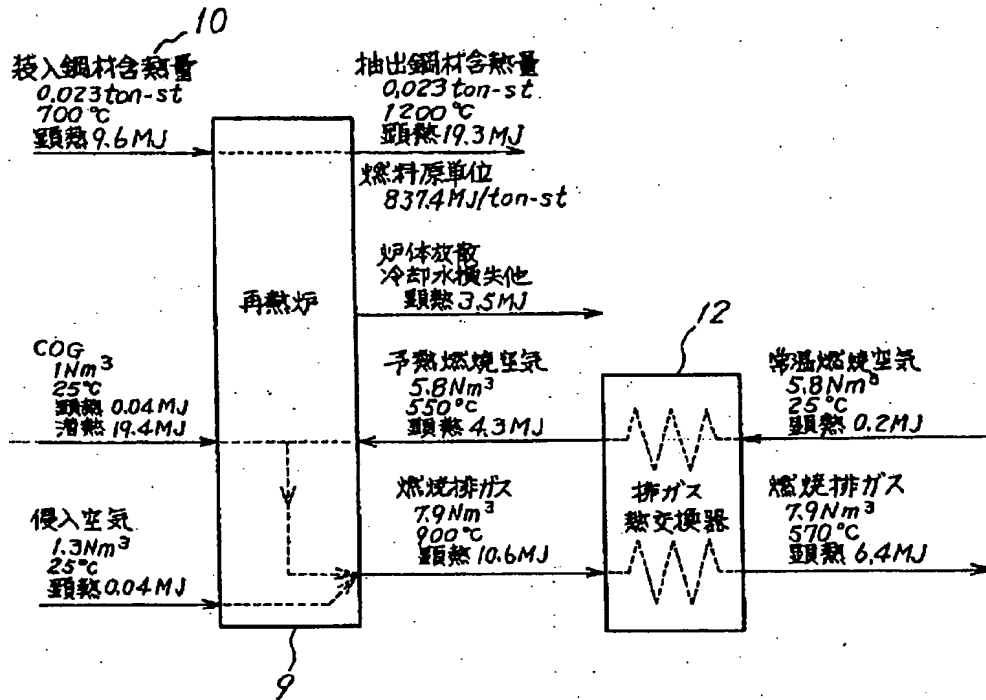 10
装入鋼材含熱量
0.023ton-st
700℃
顕熱9.6MJ
抽出鋼材含熱量
0.023ton-st
1200℃
顕熱19.3MJ
燃料原単位
837.4MJ/ton-st
炉体放散
冷却水損失他
顕熱3.5MJ
再熱炉
COG
1Nm³
25℃
顕熱0.04MJ
潜熱19.4MJ
予熱燃焼空気
5.8Nm³
550℃
顕熱4.3MJ
12
常温燃焼空気
5.8Nm³
25℃
顕熱0.2MJ
侵入空気
1.3Nm³
25℃
顕熱0.04MJ
燃焼排ガス
7.9Nm³
900℃
顕熱10.6MJ
排ガス
熱交換器
燃焼排ガス
7.9Nm³
570℃
顕熱6.4MJ
9